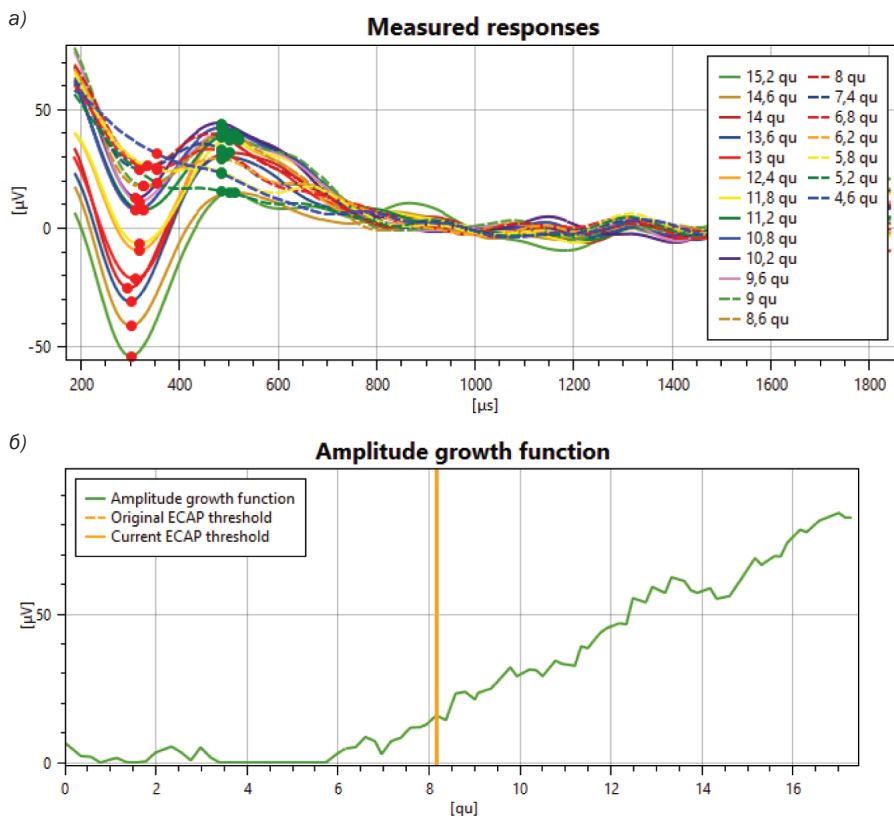 а)
Measured responses
[µV]
50
0
-50
200 400 600 800 1000 1200 1400 1600 1800
[µs]
15,2 qu
14,6 qu
14 qu
13,6 qu
13 qu
12,4 qu
11,8 qu
11,2 qu
10,8 qu
10,2 qu
9,6 qu
9 qu
8,6 qu
8 qu
7,4 qu
6,8 qu
6,2 qu
5,8 qu
5,2 qu
4,6 qu
б)
Amplitude growth function
Amplitude growth function
Original ECAP threshold
Current ECAP threshold
[µV]
50
0
0 2 4 6 8 10 12 14 16
[qu]